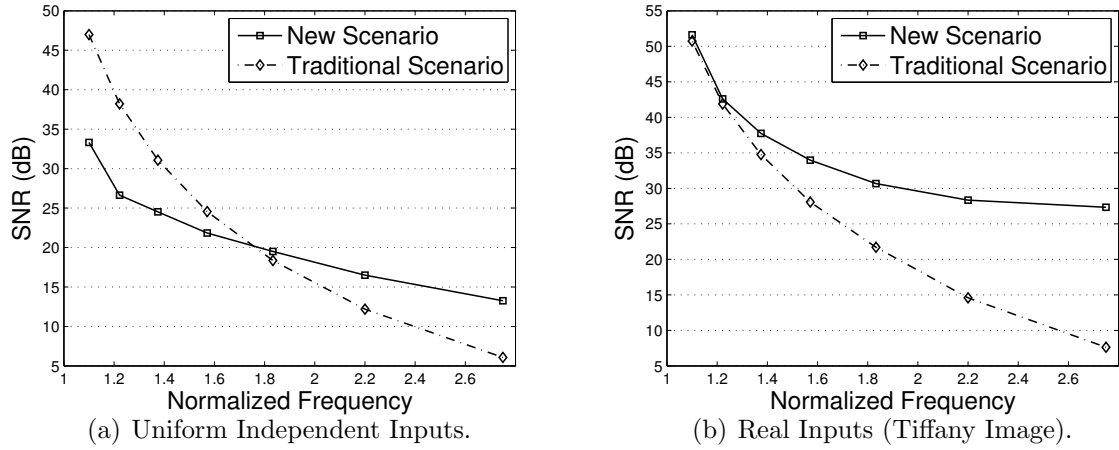 50
45
40
35
30
25
20
15
10
5
SNR (dB)
New Scenario
Traditional Scenario
1 1.2 1.4 1.6 1.8 2 2.2 2.4 2.6
Normalized Frequency
(a) Uniform Independent Inputs.
55
50
45
40
35
30
25
20
15
10
5
SNR (dB)
New Scenario
Traditional Scenario
1 1.2 1.4 1.6 1.8 2 2.2 2.4 2.6
Normalized Frequency
(b) Real Inputs (Tiffany Image).